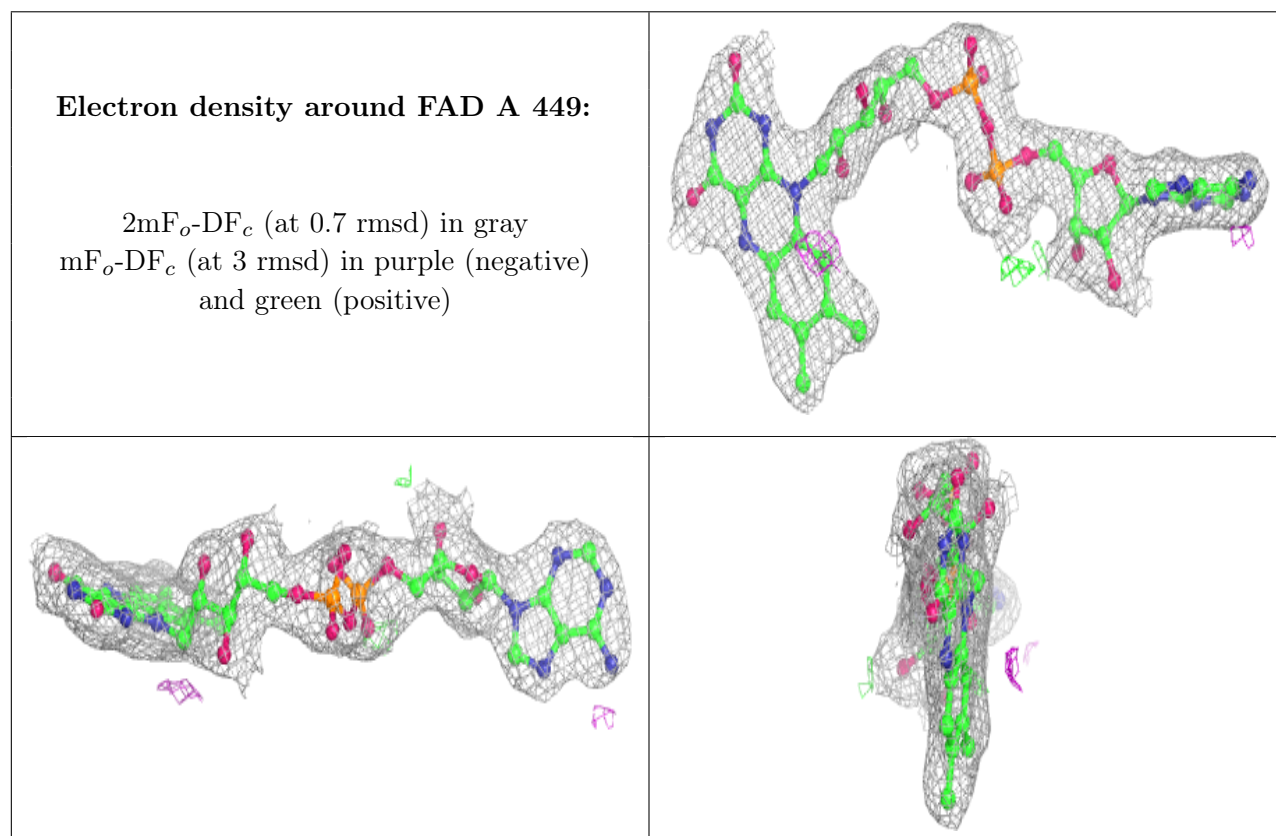 Electron density around FAD A 449:
2mFo-DFc (at 0.7 rmsd) in gray
mFo-DFc (at 3 rmsd) in purple (negative)
and green (positive)